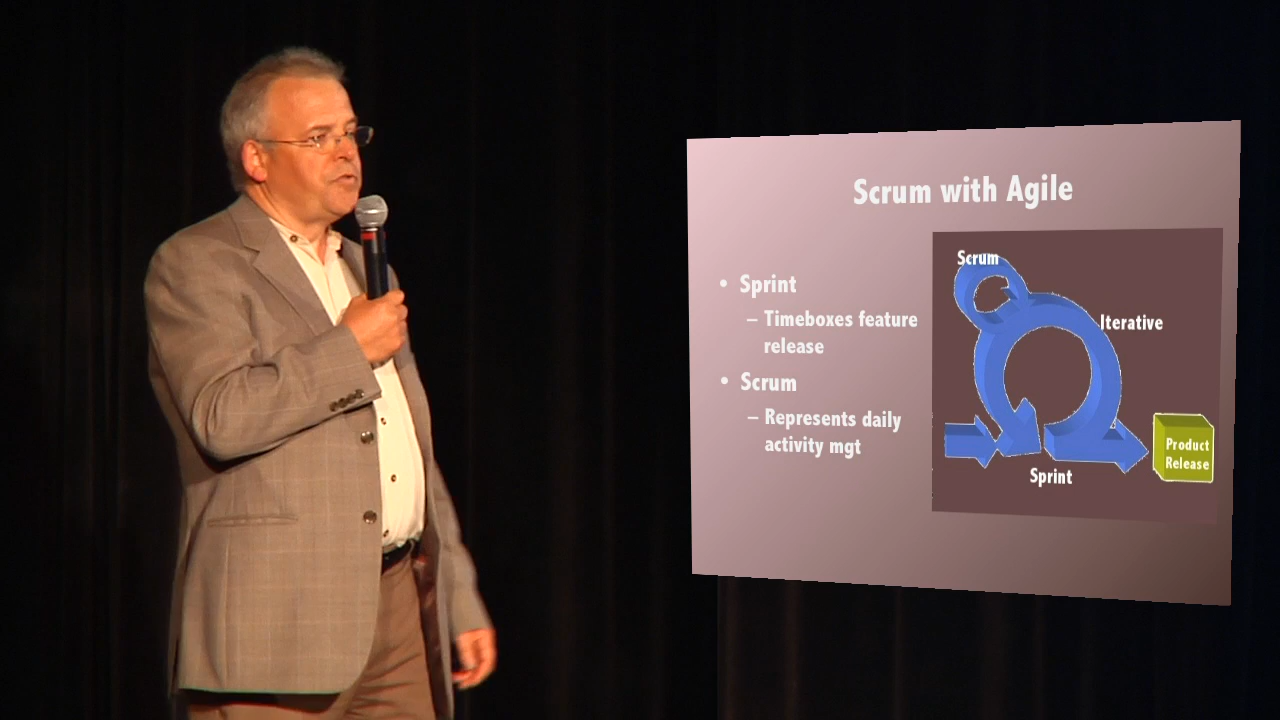 Scrum with Agile
• Sprint
– Timeboxes feature
release
• Scrum
– Represents daily
activity mgt
Scrum
Iterative
Sprint
Product
Release